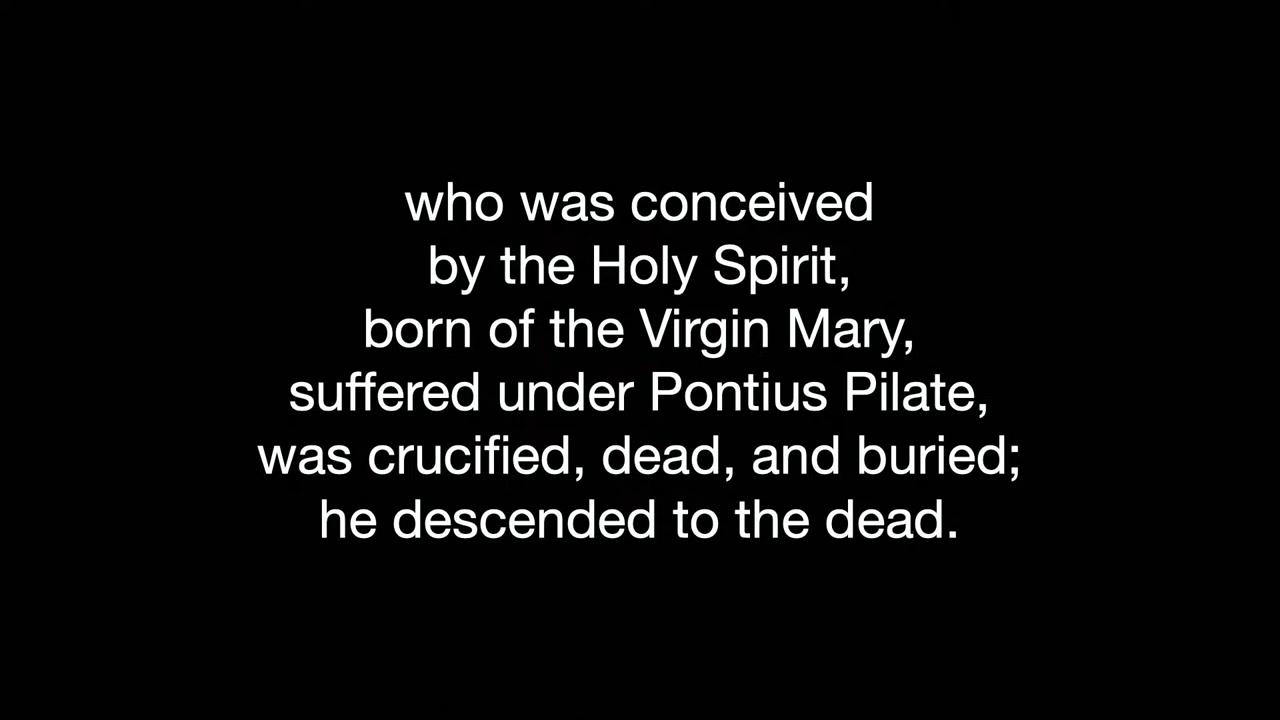 who was conceived
by the Holy Spirit,
born of the Virgin Mary,
suffered under Pontius Pilate,
was crucified, dead, and buried;
he descended to the dead.